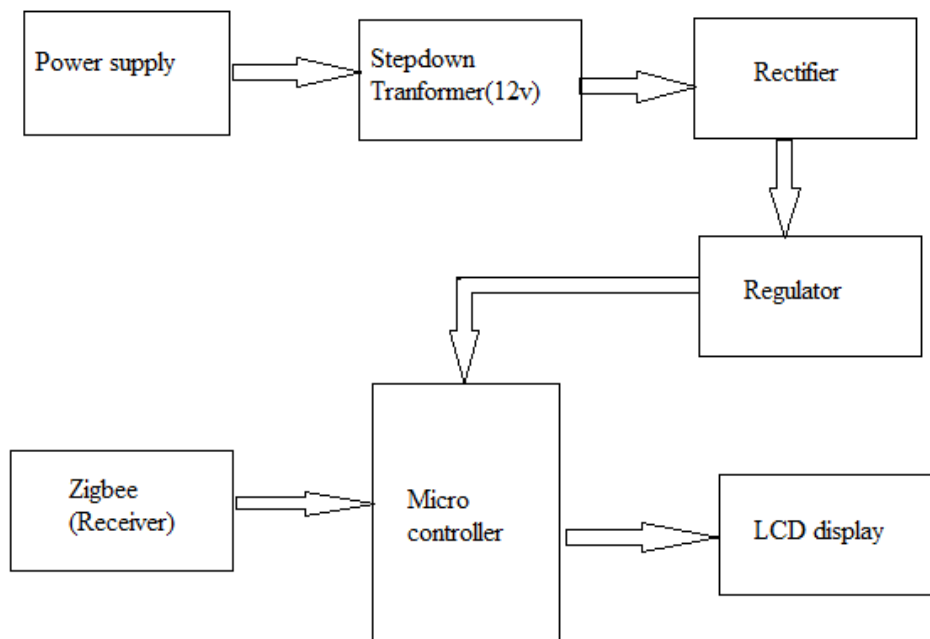 Power supply
Stepdown
Tranformer(12v)
Rectifier
Regulator
Zigbee
(Receiver)
Micro
controller
LCD display